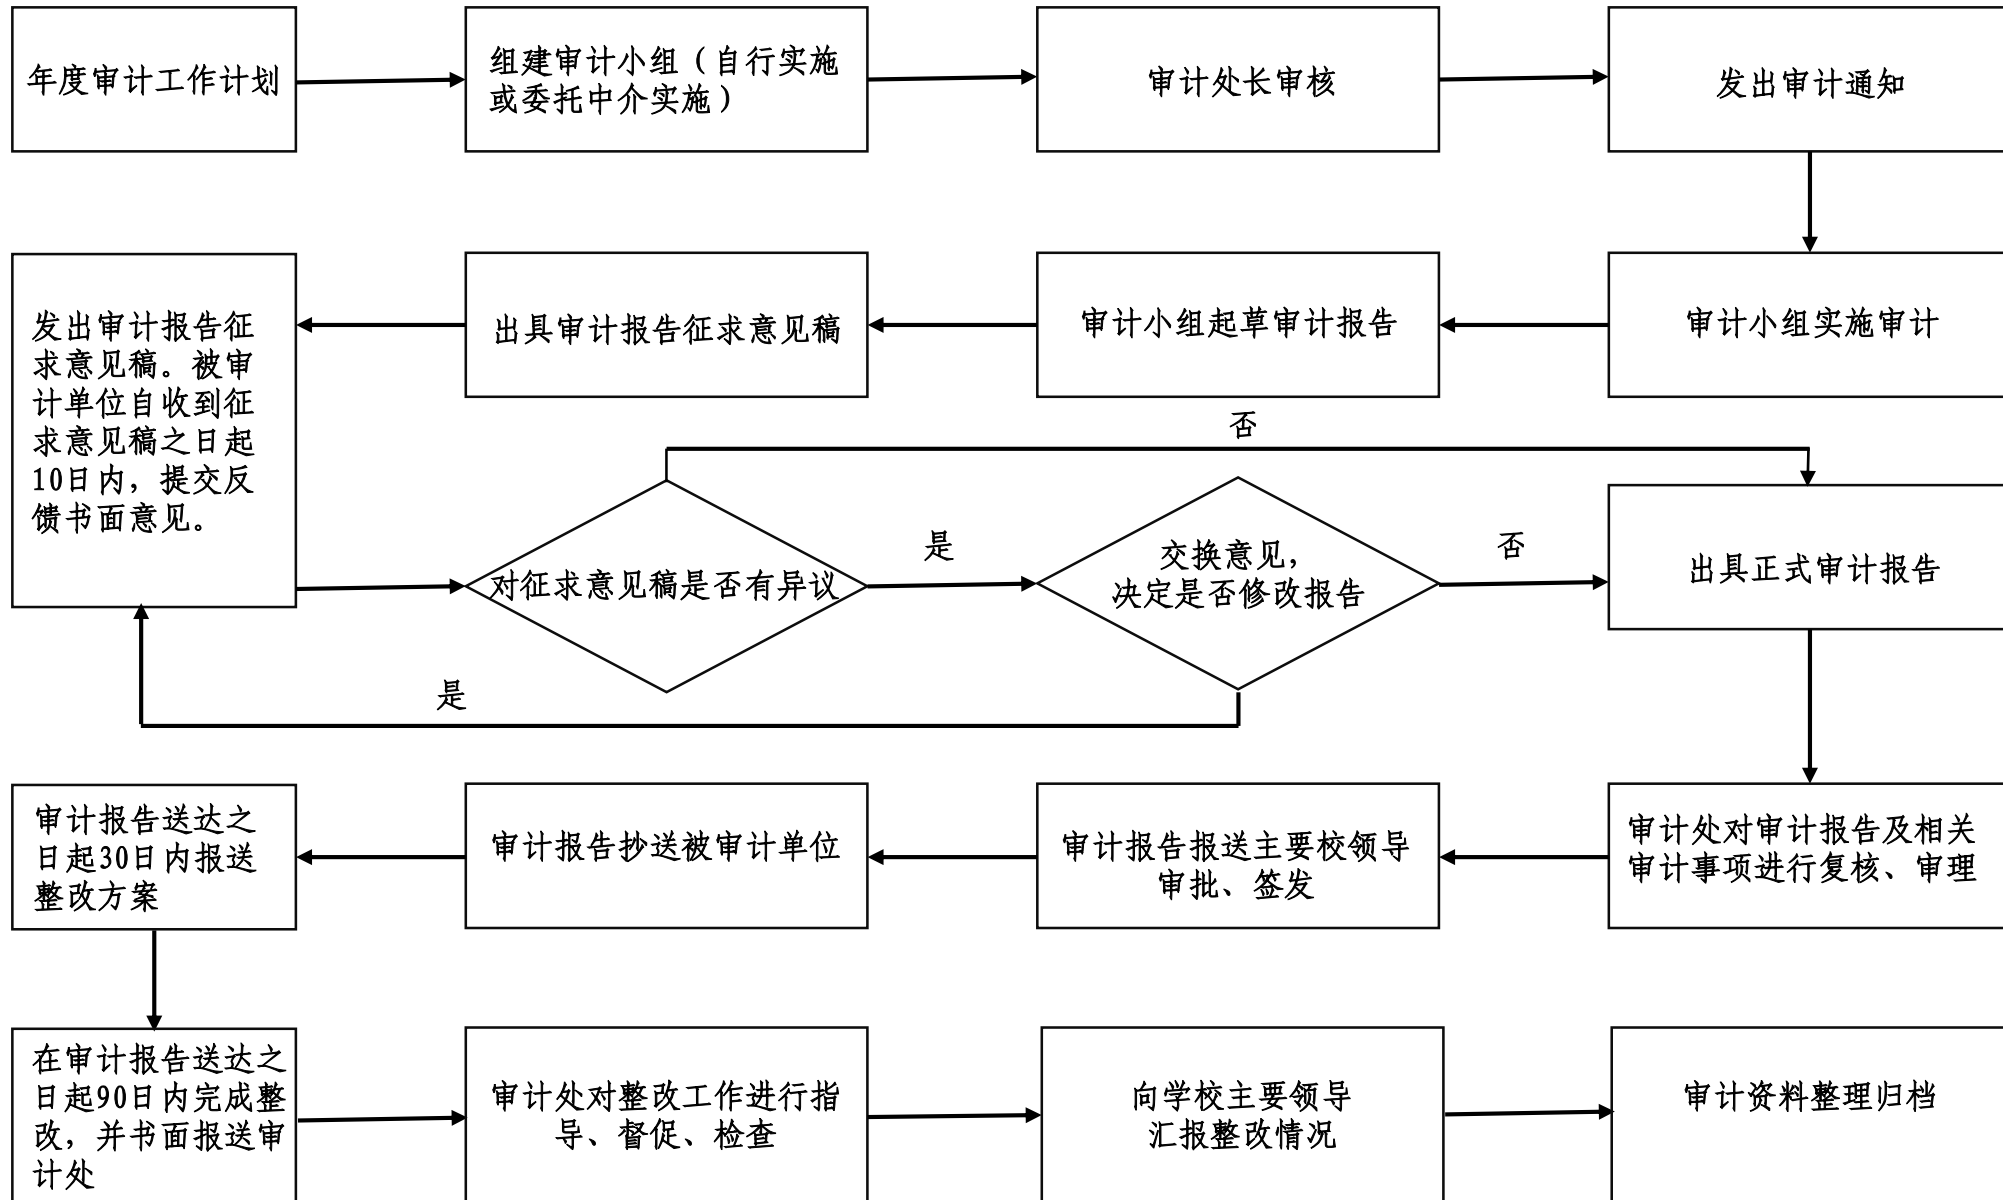 年度审计工作计划
组建审计小组（自行实施
或委托中介实施）
审计处长审核
发出审计通知
审计小组实施审计
审计小组起草审计报告
出具审计报告征求意见稿
发出审计报告征
求意见稿。被审
计单位自收到征
求意见稿之日起
10日内，提交反
馈书面意见。
对征求意见稿是否有异议
否
是
交换意见，
决定是否修改报告
否
是
出具正式审计报告
审计处对审计报告及相关
审计事项进行复核、审理
审计报告报送主要校领导
审批、签发
审计报告抄送被审计单位
审计报告送达之
日起30日内报送
整改方案
在审计报告送达之
日起90日内完成整
改，并书面报送审
计处
审计处对整改工作进行指
导、督促、检查
向学校主要领导
汇报整改情况
审计资料整理归档